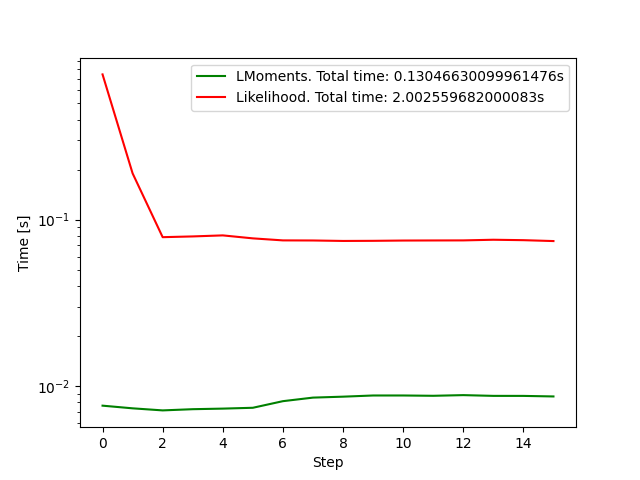 LMoments. Total time: 0.13046630099961476s
Likelihood. Total time: 2.002559682000083s
10⁻¹
10⁻²
Time [s]
0 2 4 6 8 10 12 14
Step